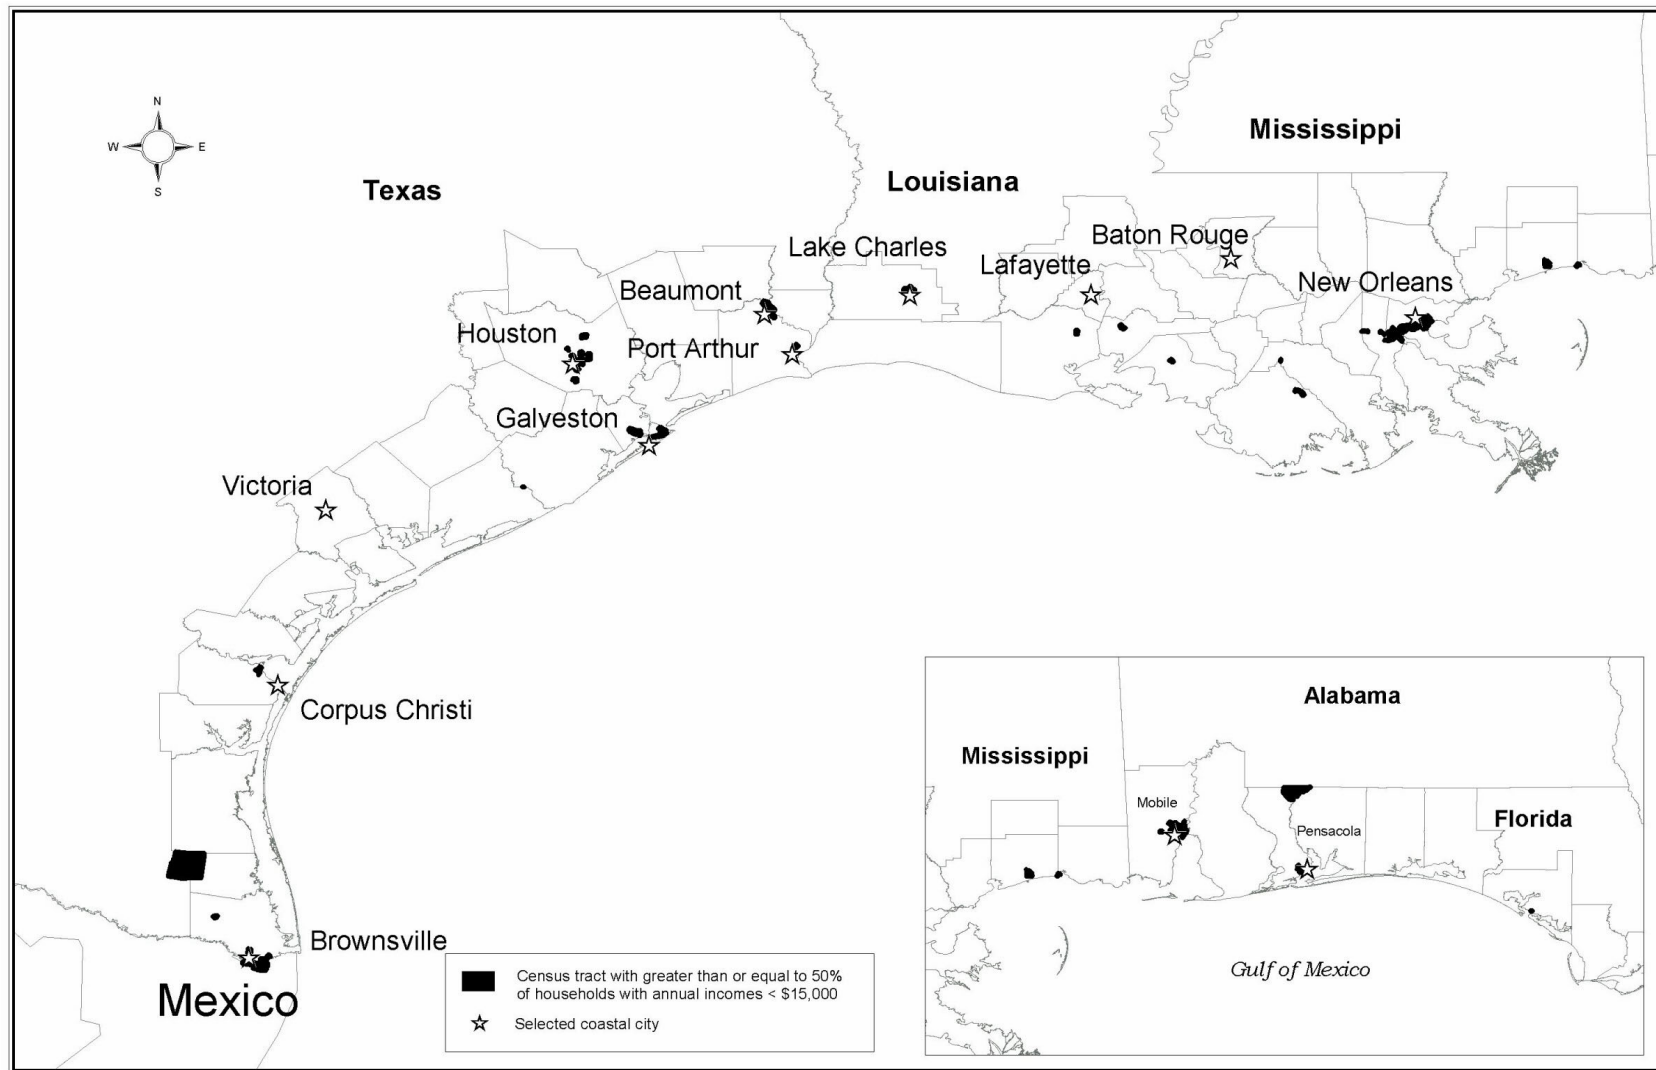 N
W
E
S
Texas
Louisiana
Mississippi
Lake Charles
Baton Rouge
Lafayette
New Orleans
Beaumont
Houston
Port Arthur
Galveston
Victoria
Corpus Christi
Brownsville
Mexico
Census tract with greater than or equal to 50%
of households with annual incomes < $15,000
Selected coastal city
Alabama
Mississippi
Mobile
Pensacola
Florida
Gulf of Mexico